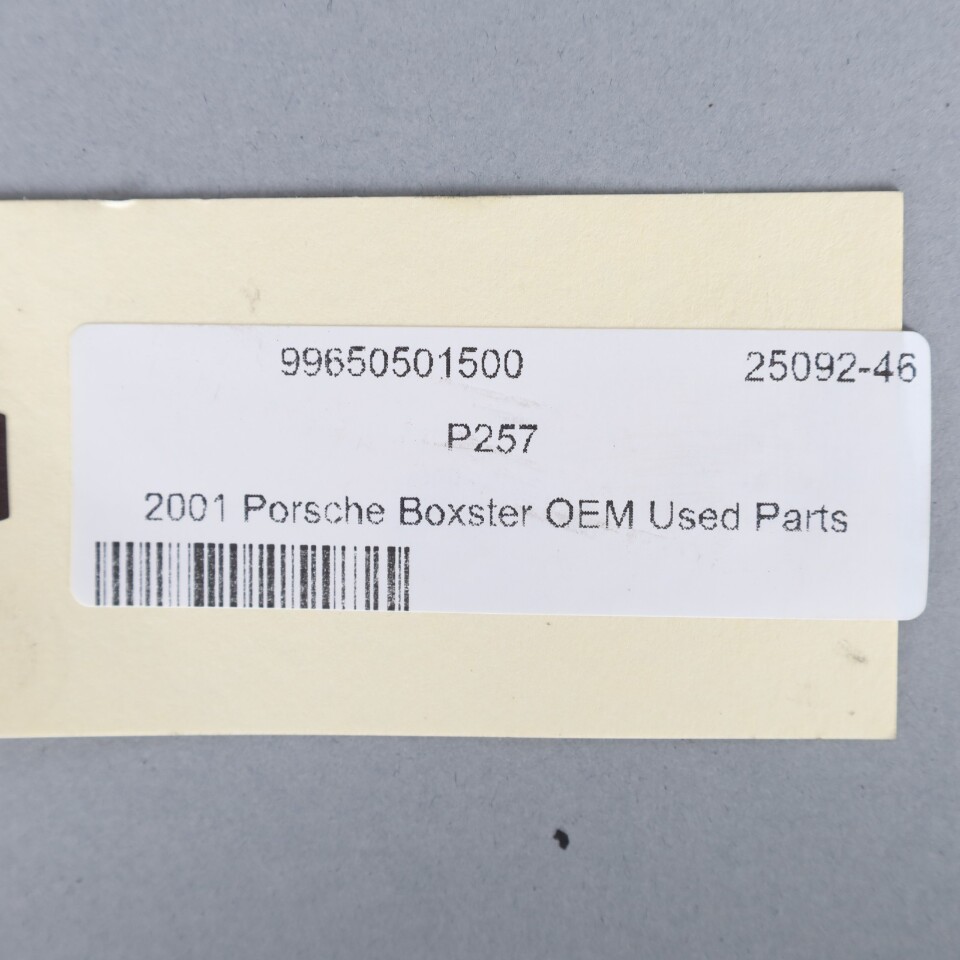 99650501500 25092-46
P257
2001 Porsche Boxster OEM Used Parts